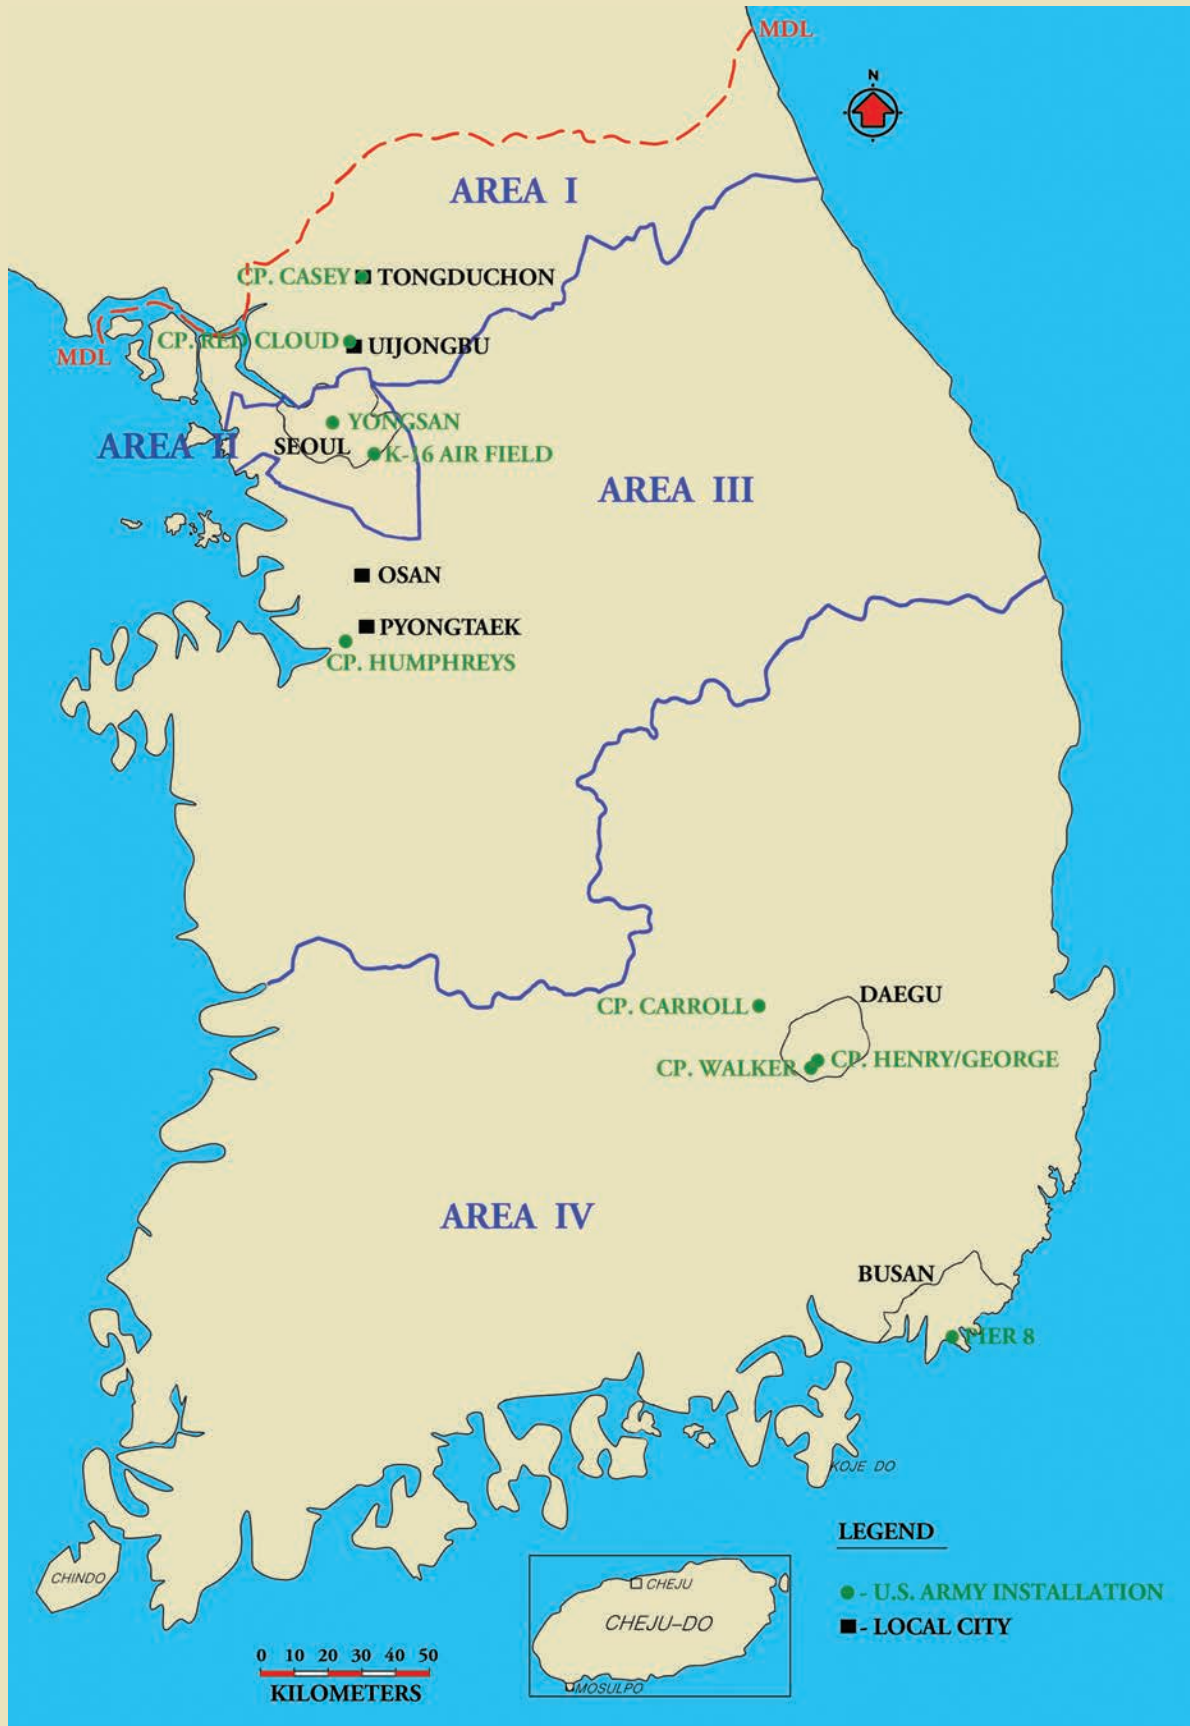 MDL
N
AREA I
CP. CASEY
TONGDUCHON
CP. RED CLOUD
UIJONGBU
MDL
YONGSAN
AREA II
SEOUL
K-16 AIR FIELD
AREA III
OSAN
PYONGTAEK
CP. HUMPHREYS
DAEGU
CP. CARROLL
CP. HENRY/GEORGE
CP. WALKER
AREA IV
BUSAN
PIER 8
KOJE DO
LEGEND
CHINDO
CHEJU
- U.S. ARMY INSTALLATION
CHEJU-DO
- LOCAL CITY
0 10 20 30 40 50
KILOMETERS
MOSULPO